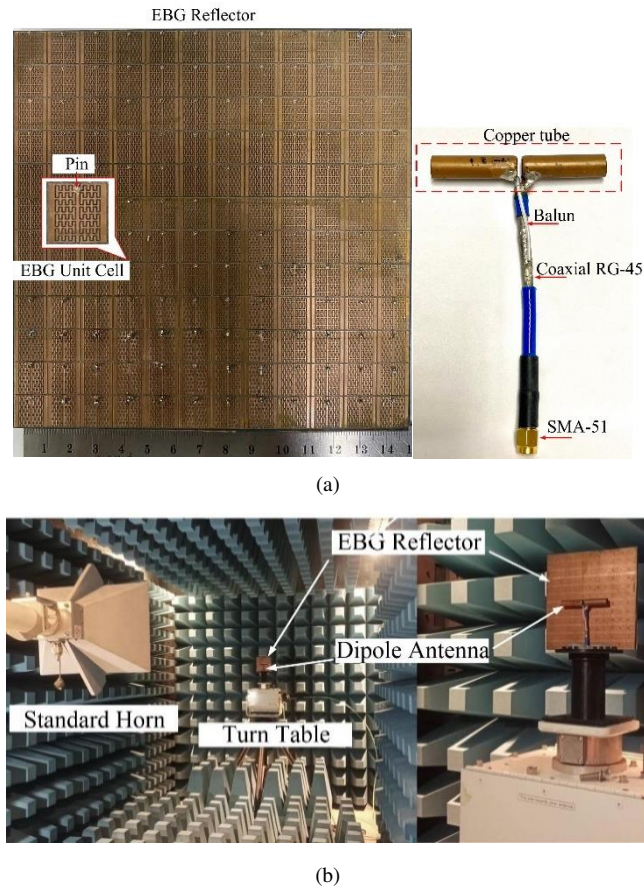 EBG Reflector
Copper tube
Pin
Balun
EBG Unit Cell
Coaxial RG-45
SMA-51
1 2 3 4 5 6 7 8 9 10 11 12 13 14 15
(a)
EBG Reflector
Dipole Antenna
Standard Horn
Turn Table
(b)